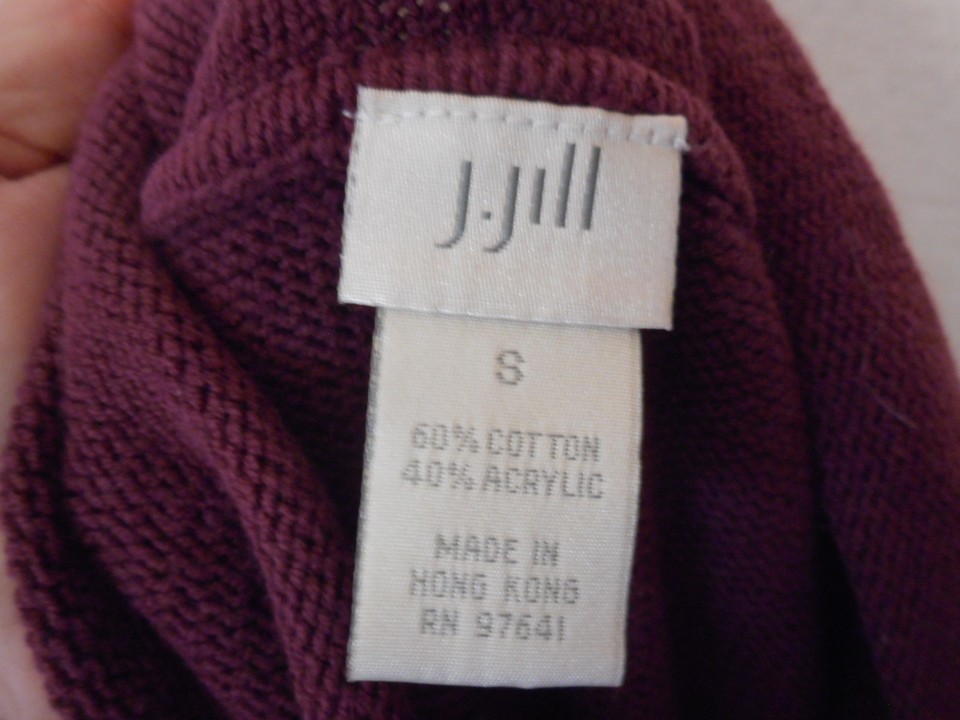 J.Jill
S
60% COTTON
40% ACRYLIC
MADE IN
HONG KONG
RN 97641